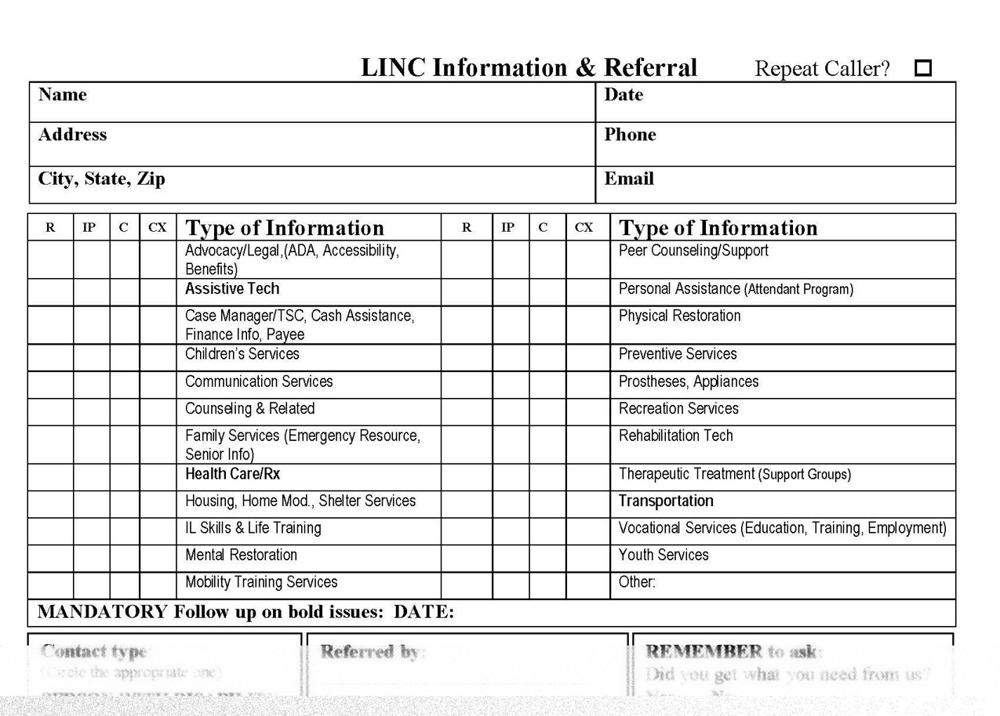 LINC Information & Referral Repeat Caller?
Name Date
Address Phone
City, State, Zip Email
R IP C CX Type of Information R IP C CX Type of Information
Advocacy/Legal,(ADA, Accessibility, Peer Counseling/Support
Benefits)
Assistive Tech Personal Assistance (Attendant Program)
Case Manager/TSC, Cash Assistance, Physical Restoration
Finance Info, Payee
Children’s Services Preventive Services
Communication Services Prostheses, Appliances
Counseling & Related Recreation Services
Family Services (Emergency Resource, Rehabilitation Tech
Senior Info)
Health Care/Rx Therapeutic Treatment (Support Groups)
Housing, Home Mod., Shelter Services Transportation
IL Skills & Life Training Vocational Services (Education, Training, Employment)
Mental Restoration Youth Services
Mobility Training Services Other:
MANDATORY Follow up on bold issues: DATE:
Contact type: Referred by: REMEMBER to ask:
(Circle the appropriate one) Did you get what you need from us?